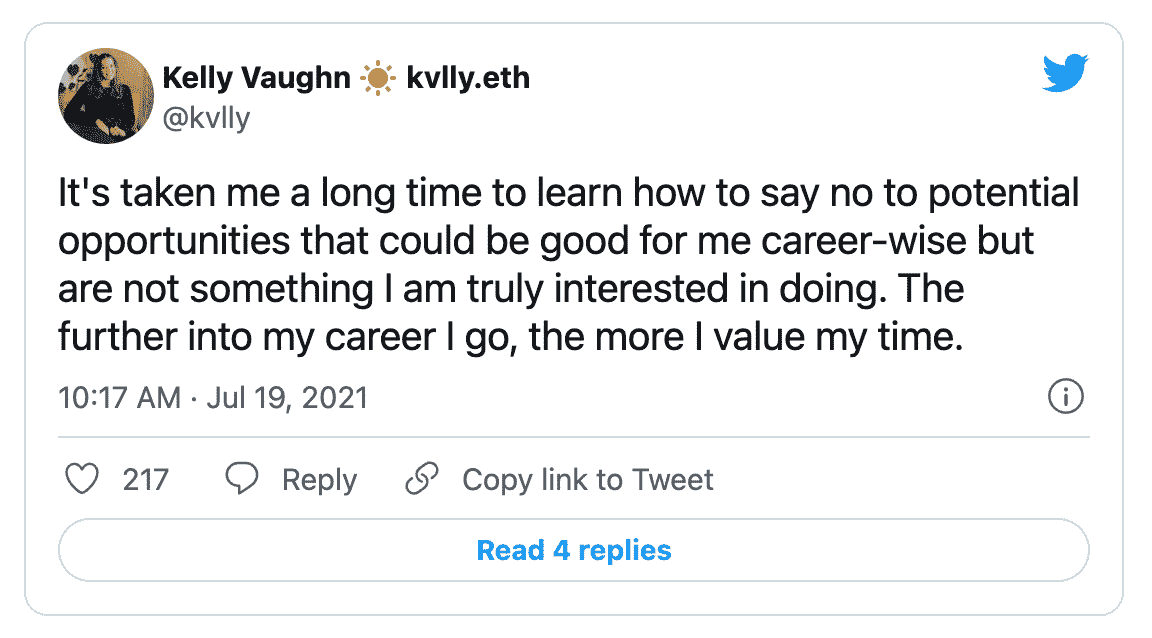 Kelly Vaughn ☀ kvlly.eth
@kvlly
It's taken me a long time to learn how to say no to potential
opportunities that could be good for me career-wise but
are not something I am truly interested in doing. The
further into my career I go, the more I value my time.
10:17 AM · Jul 19, 2021
217 Reply Copy link to Tweet
Read 4 replies